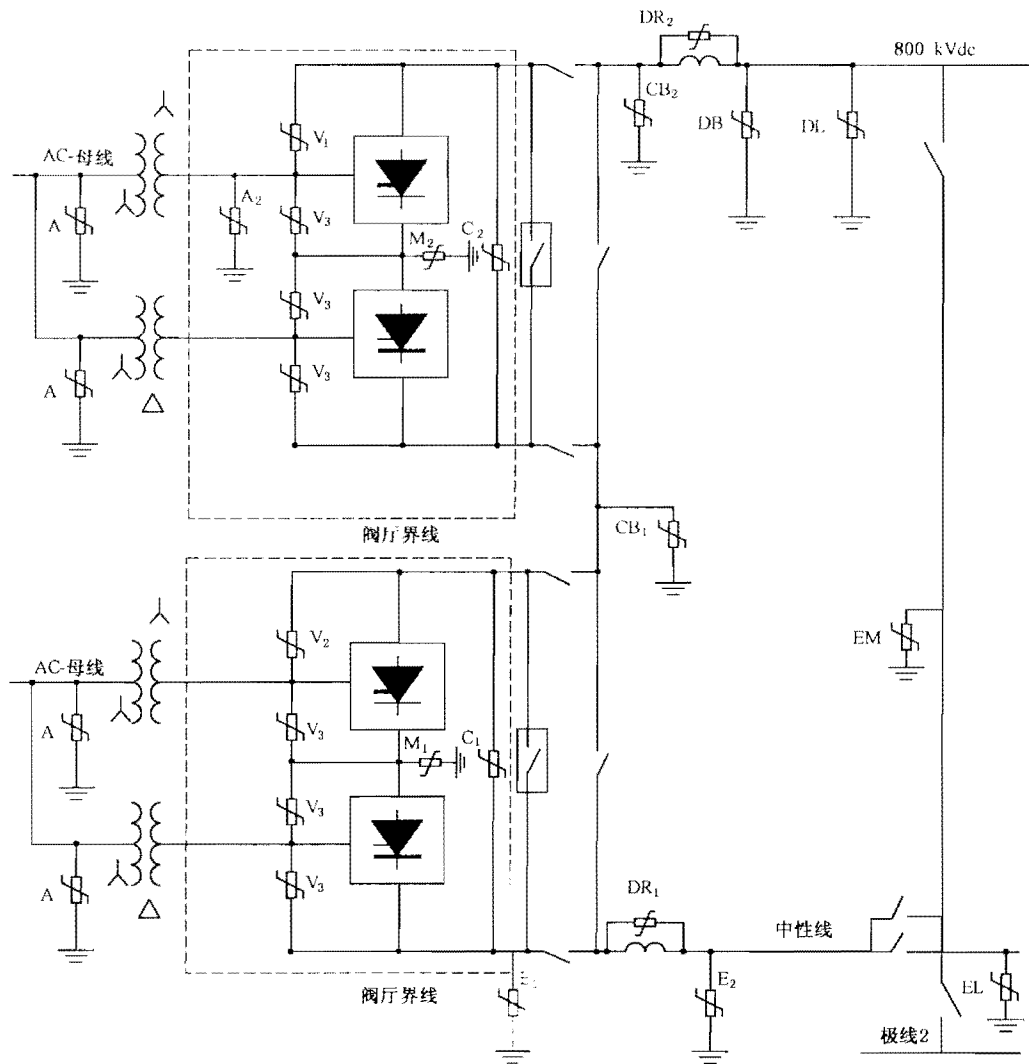 DR₂
800 kVdc
CB₂
DB
DL
V₁
AC-母线
A
A₂
V₃
M₂
C₂
V₃
A
V₃
阀厅界线
CB₁
V₂
EM
AC-母线
A
V₃
M₁
C₁
V₃
A
V₃
DR₁
中性线
阀厅界线
E₂
EL
极线2